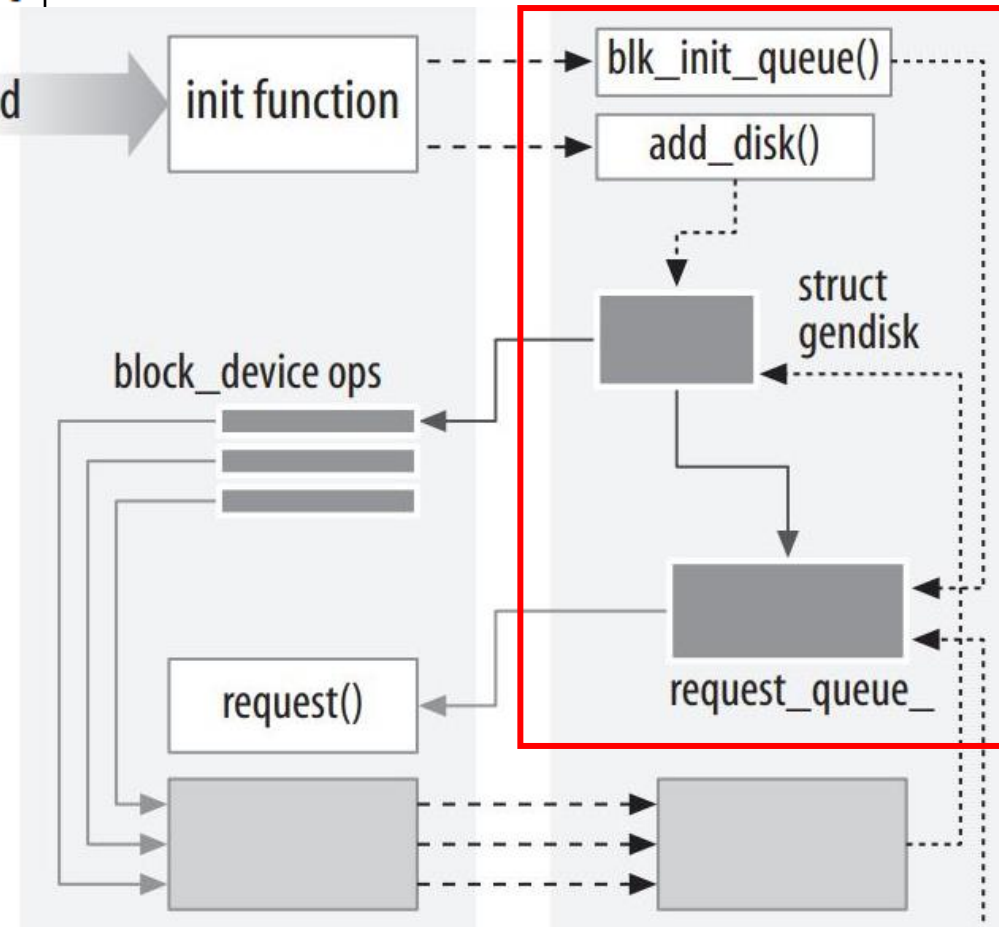 blk_init_queue()
d
init function
add_disk()
struct
gendisk
block_device ops
request()
request_queue_